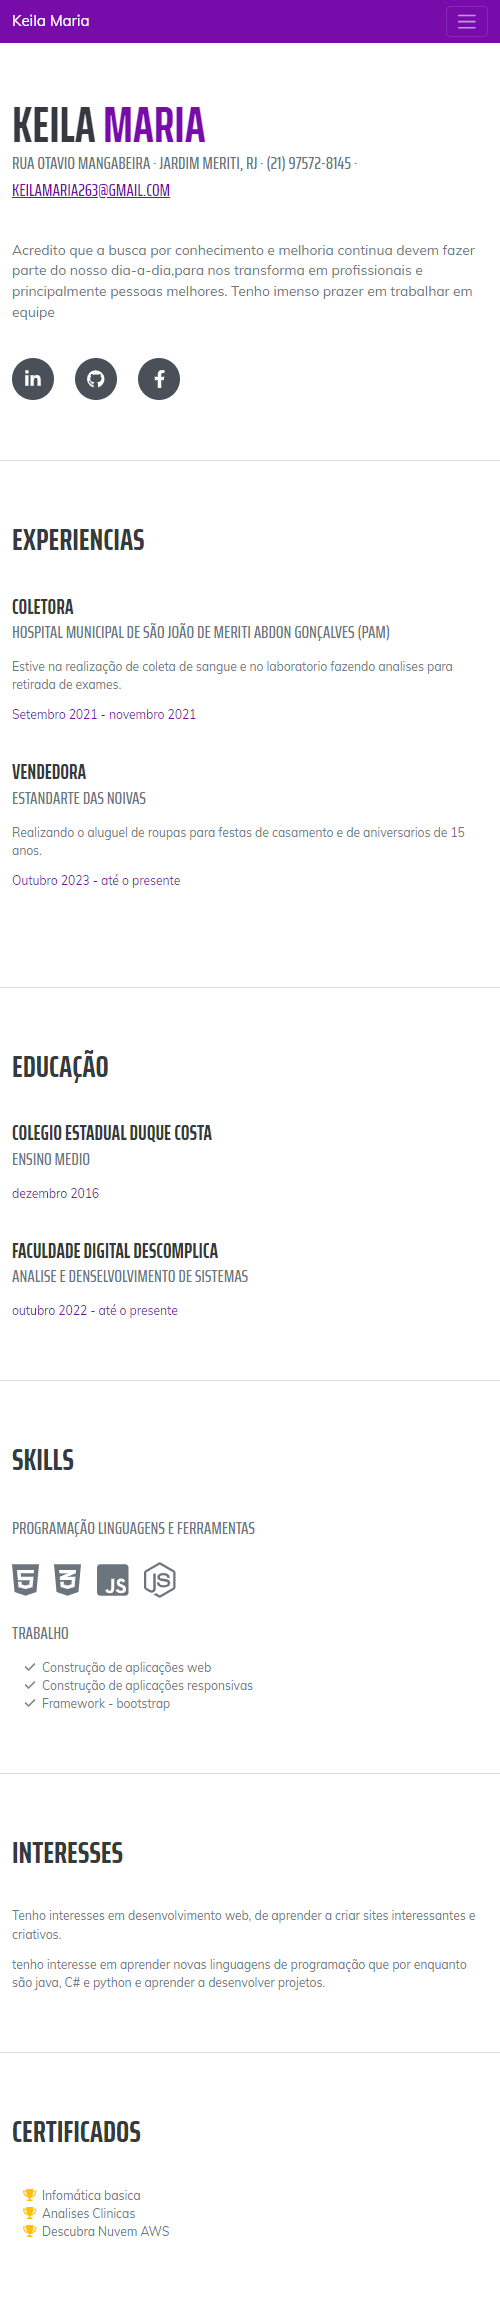 Keila Maria
KEILA MARIA
RUA OTAVIO MANGABEIRA · JARDIM MERITI, RJ · (21) 97572-8145 ·
KEILAMARIA263@GMAIL.COM
Acredito que a busca por conhecimento e melhoria continua devem fazer
parte do nosso dia-a-dia,para nos transforma em profissionais e
principalmente pessoas melhores. Tenho imenso prazer em trabalhar em
equipe
EXPERIENCIAS
COLETORA
HOSPITAL MUNICIPAL DE SÃO JOÃO DE MERITI ABDON GONÇALVES (PAM)
Estive na realização de coleta de sangue e no laboratorio fazendo analises para
retirada de exames.
Setembro 2021 - novembro 2021
VENDEDORA
ESTANDARTE DAS NOIVAS
Realizando o aluguel de roupas para festas de casamento e de aniversarios de 15
anos.
Outubro 2023 - até o presente
EDUCAÇÃO
COLEGIO ESTADUAL DUQUE COSTA
ENSINO MEDIO
dezembro 2016
FACULDADE DIGITAL DESCOMPLICA
ANALISE E DENSELVOLVIMENTO DE SISTEMAS
outubro 2022 - até o presente
SKILLS
PROGRAMAÇÃO LINGUAGENS E FERRAMENTAS
TRABALHO
Construção de aplicações web
Construção de aplicações responsivas
Framework - bootstrap
INTERESSES
Tenho interesses em desenvolvimento web, de aprender a criar sites interessantes e
criativos.
tenho interesse em aprender novas linguagens de programação que por enquanto
são java, C# e python e aprender a desenvolver projetos.
CERTIFICADOS
Infomática basica
Analises Clinicas
Descubra Nuvem AWS